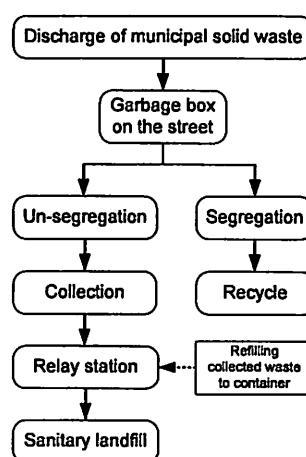 Discharge of municipal solid waste
Garbage box
on the street
Un-segregation
Segregation
Collection
Recycle
Relay station
Refilling
collected waste
to container
Sanitary landfill